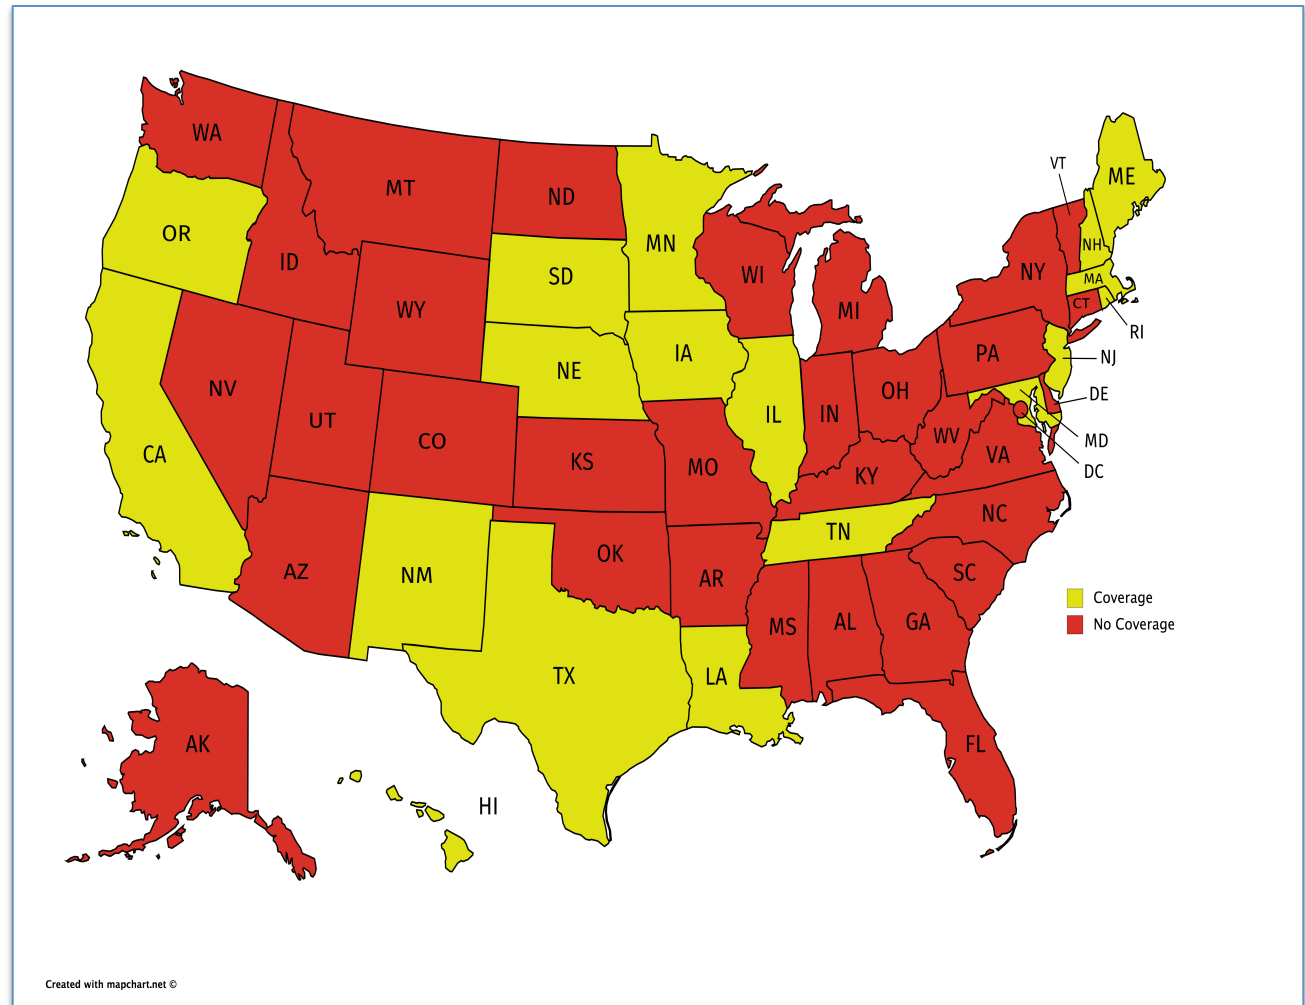 WA
VT
ME
MT
ND
OR
MN
NH
ID
SD
WI
NY
MA
WY
MI
CT
RI
IA
PA
NJ
NE
NV
OH
DE
UT
IL
IN
CO
WV
MD
CA
KS
MO
KY
VA
DC
NC
TN
OK
AZ
NM
AR
SC
Coverage
MS
AL
GA
No Coverage
TX
LA
AK
FL
HI
Created with mapchart.net ©